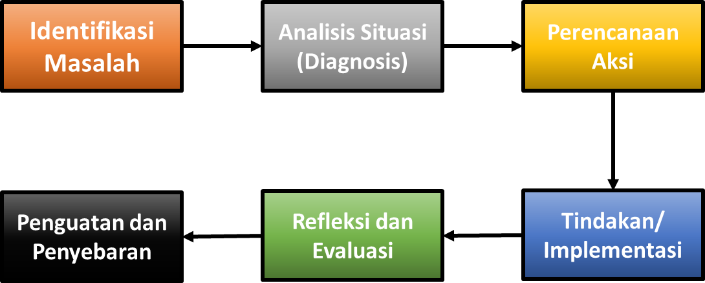 Identifikasi
Masalah
Analisis Situasi
(Diagnosis)
Perencanaan
Aksi
Tindakan/
Implementasi
Refleksi dan
Evaluasi
Penguatan dan
Penyebaran